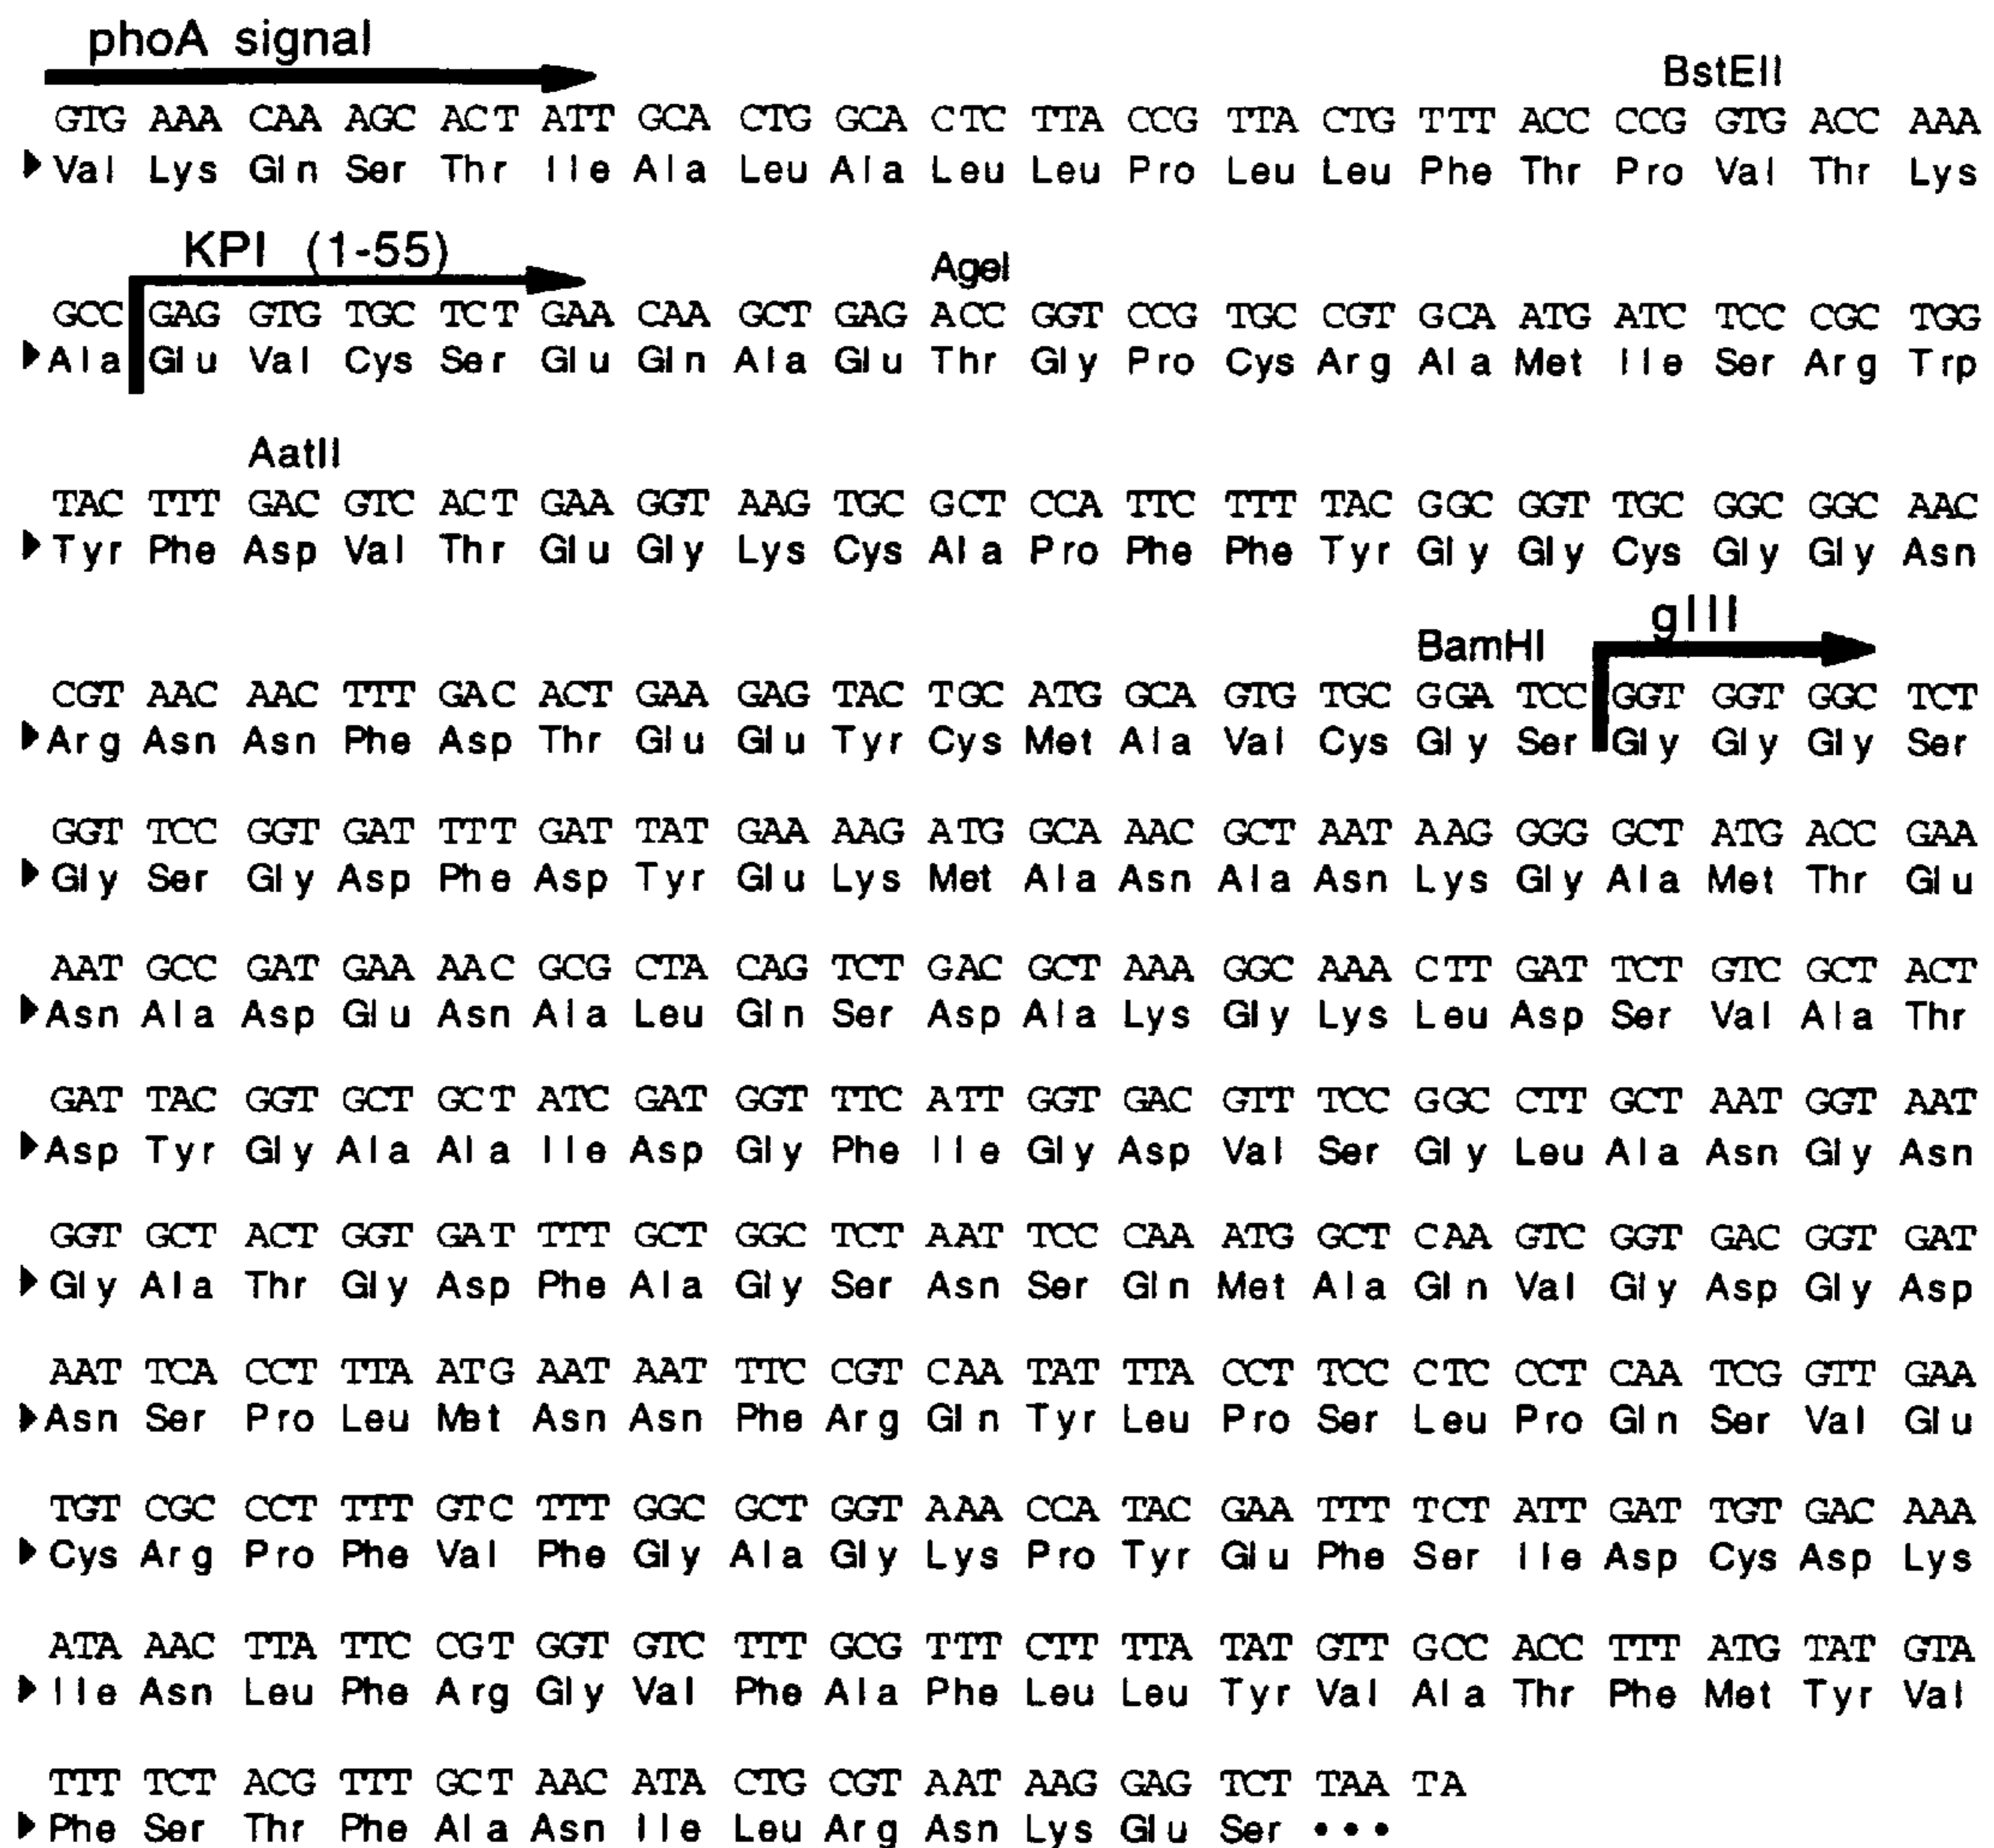 phoA signal
BstEII
GTG AAA CAA AGC ACT ATT GCA CTG GCA CTC TTA CCG TTA CTG TTT ACC CCG GTG ACC AAA
Val Lys Gln Ser Thr Ile Ala Leu Ala Leu Leu Pro Leu Leu Phe Thr Pro Val Thr Lys
KPI (1-55)
AgeI
GCC GAG GTG TGC TCT GAA CAA GCT GAG ACC GGT CCG TGC CGT GCA ATG ATC TCC CGC TGG
Ala Glu Val Cys Ser Glu Gln Ala Glu Thr Gly Pro Cys Arg Ala Met Ile Ser Arg Trp
AatII
TAC TTT GAC GTC ACT GAA GGT AAG TGC GCT CCA TTC TTT TAC GGC GGT TGC GGC GGC AAC
Tyr Phe Asp Val Thr Glu Gly Lys Cys Ala Pro Phe Phe Tyr Gly Gly Cys Gly Gly Asn
BamHI gIII
CGT AAC AAC TTT GAC ACT GAA GAG TAC TGC ATG GCA GTG TGC GGA TCC GGT GGT GGC TCT
Arg Asn Asn Phe Asp Thr Glu Glu Tyr Cys Met Ala Val Cys Gly Ser Gly Gly Gly Ser
GGT TCC GGT GAT TTT GAT TAT GAA AAG ATG GCA AAC GCT AAT AAG GGG GCT ATG ACC GAA
Gly Ser Gly Asp Phe Asp Tyr Glu Lys Met Ala Asn Ala Asn Lys Gly Ala Met Thr Glu
AAT GCC GAT GAA AAC GCG CTA CAG TCT GAC GCT AAA GGC AAA CTT GAT TCT GTC GCT ACT
Asn Ala Asp Glu Asn Ala Leu Gln Ser Asp Ala Lys Gly Lys Leu Asp Ser Val Ala Thr
GAT TAC GGT GCT GCT ATC GAT GGT TTC ATT GGT GAC GTT TCC GGC CTT GCT AAT GGT AAT
Asp Tyr Gly Ala Ala Ile Asp Gly Phe Ile Gly Asp Val Ser Gly Leu Ala Asn Gly Asn
GGT GCT ACT GGT GAT TTT GCT GGC TCT AAT TCC CAA ATG GCT CAA GTC GGT GAC GGT GAT
Gly Ala Thr Gly Asp Phe Ala Gly Ser Asn Ser Gln Met Ala Gln Val Gly Asp Gly Asp
AAT TCA CCT TTA ATG AAT AAT TTC CGT CAA TAT TTA CCT TCC CTC CCT CAA TCG GTT GAA
Asn Ser Pro Leu Met Asn Asn Phe Arg Gln Tyr Leu Pro Ser Leu Pro Gln Ser Val Glu
TGT CGC CCT TTT GTC TTT GGC GCT GGT AAA CCA TAC GAA TTT TCT ATT GAT TGT GAC AAA
Cys Arg Pro Phe Val Phe Gly Ala Gly Lys Pro Tyr Glu Phe Ser Ile Asp Cys Asp Lys
ATA AAC TTA TTC CGT GGT GTC TTT GCG TTT CTT TTA TAT GTT GCC ACC TTT ATG TAT GTA
Ile Asn Leu Phe Arg Gly Val Phe Ala Phe Leu Leu Tyr Val Ala Thr Phe Met Tyr Val
TTT TCT ACG TTT GCT AAC ATA CTG CGT AAT AAG GAG TCT TAA TA
Phe Ser Thr Phe Ala Asn Ile Leu Arg Asn Lys Glu Ser •••